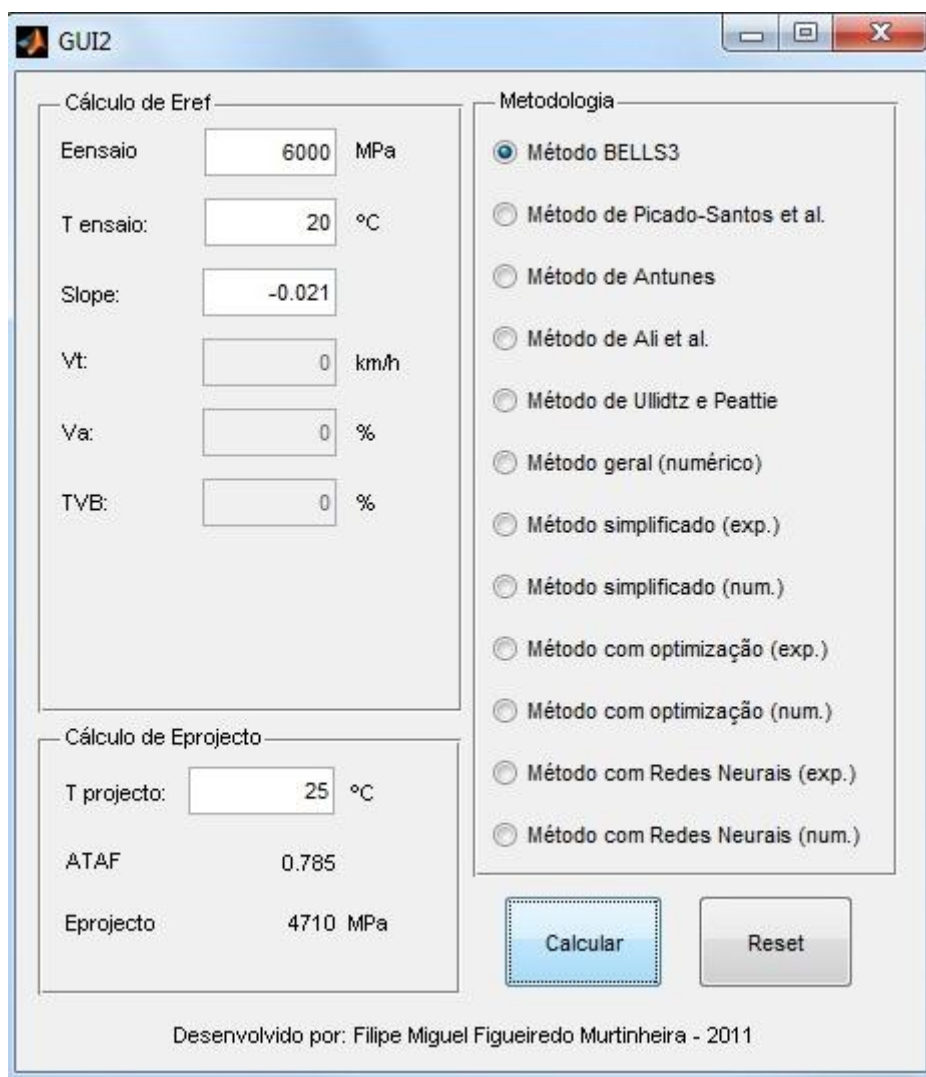 GUI2
Cálculo de Eref
Eensaio 6000 MPa
T ensaio: 20 ºC
Slope: -0.021
Vt: 0 km/h
Va: 0 %
TVB: 0 %
Cálculo de Eprojecto
T projecto: 25 ºC
ATAF 0.785
Eprojecto 4710 MPa
Metodologia
Método BELLS3
Método de Picado-Santos et al.
Método de Antunes
Método de Ali et al.
Método de Ullidtz e Peattie
Método geral (numérico)
Método simplificado (exp.)
Método simplificado (num.)
Método com optimização (exp.)
Método com optimização (num.)
Método com Redes Neurais (exp.)
Método com Redes Neurais (num.)
Calcular Reset
Desenvolvido por: Filipe Miguel Figueiredo Murtinheira - 2011